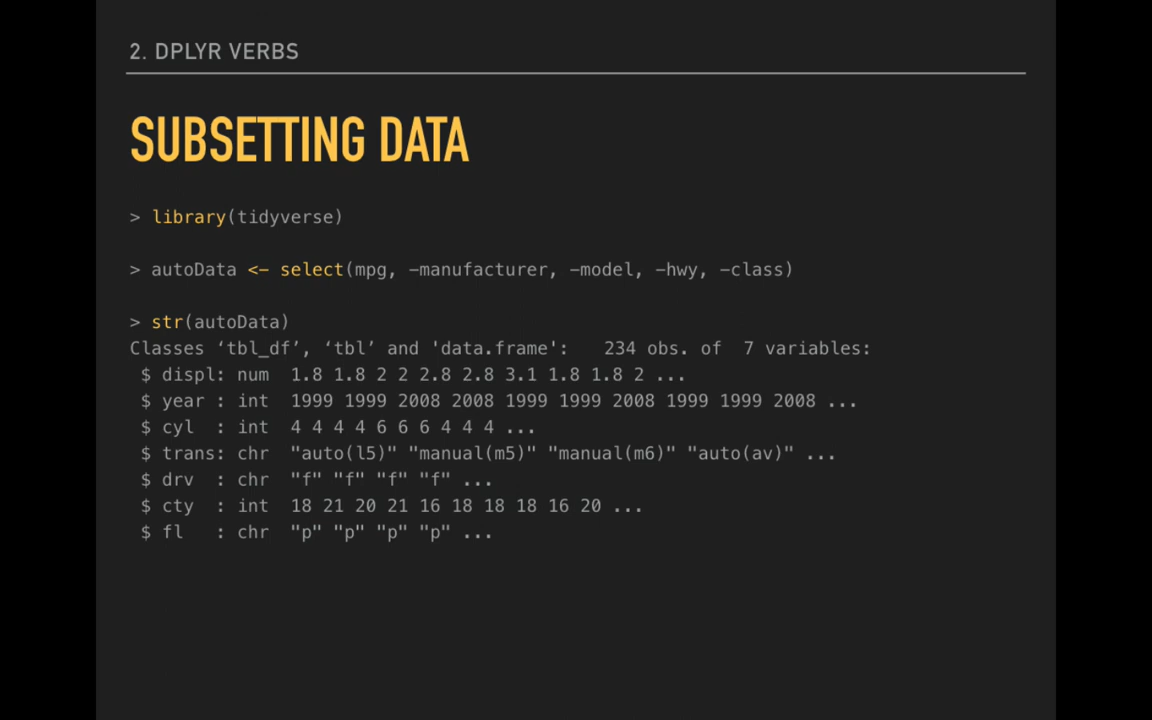 2. DPLYR VERBS
SUBSETTING DATA
> library(tidyverse)
> autoData <- select(mpg, -manufacturer, -model, -hwy, -class)
> str(autoData)
Classes ‘tbl_df’, ‘tbl’ and 'data.frame':   234 obs. of  7 variables:
 $ displ: num  1.8 1.8 2 2 2.8 2.8 3.1 1.8 1.8 2 ...
 $ year : int  1999 1999 2008 2008 1999 1999 2008 1999 1999 2008 ...
 $ cyl  : int  4 4 4 4 6 6 6 4 4 4 ...
 $ trans: chr  "auto(l5)" "manual(m5)" "manual(m6)" "auto(av)" ...
 $ drv  : chr  "f" "f" "f" "f" ...
 $ cty  : int  18 21 20 21 16 18 18 18 16 20 ...
 $ fl   : chr  "p" "p" "p" "p" ...